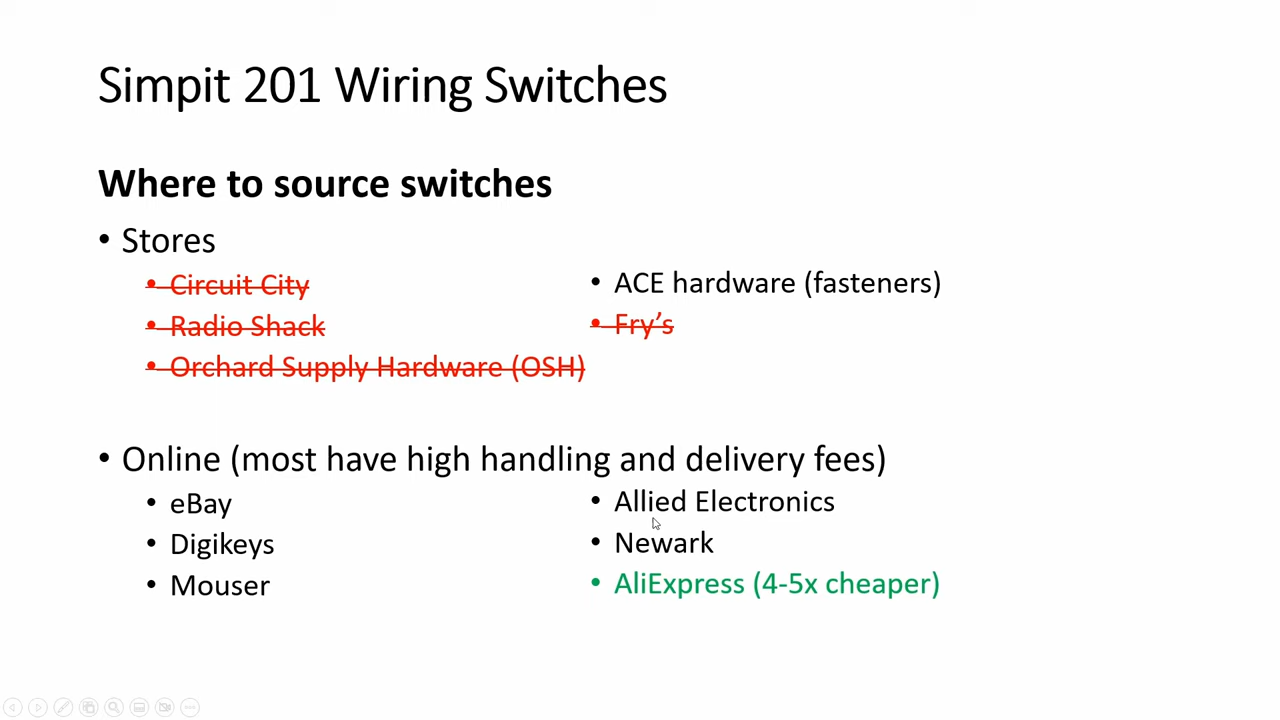 Simpit 201 Wiring Switches
Where to source switches
• Stores
• Circuit City
• Radio Shack
• Orchard Supply Hardware (OSH)
• ACE hardware (fasteners)
• Fry’s
• Online (most have high handling and delivery fees)
• eBay
• Digikeys
• Mouser
• Allied Electronics
• Newark
• AliExpress (4-5x cheaper)